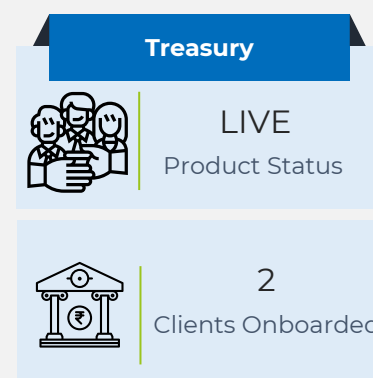 Treasury
LIVE
Product Status
2
₹
Clients Onboarded